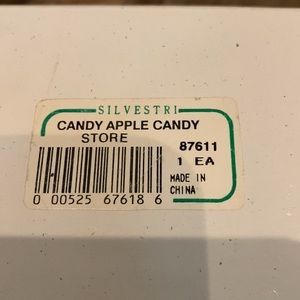 SILVESTRI
CANDY APPLE CANDY
STORE
87611
1 EA
MADE IN
CHINA
0 00525 67618 6